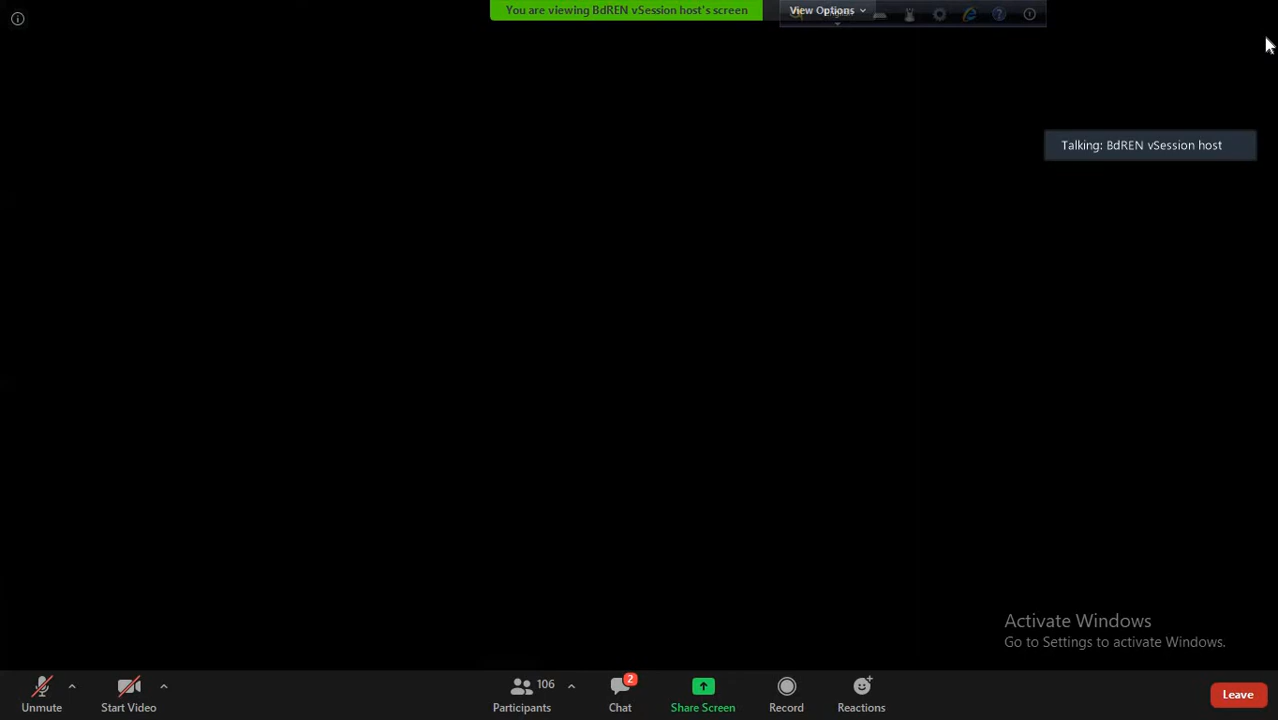 You are viewing BdREN vSession host's screen
View Options
Talking: BdREN vSession host
Activate Windows
Go to Settings to activate Windows.
Unmute
Start Video
106
Participants
2
Chat
Share Screen
Record
Reactions
Leave